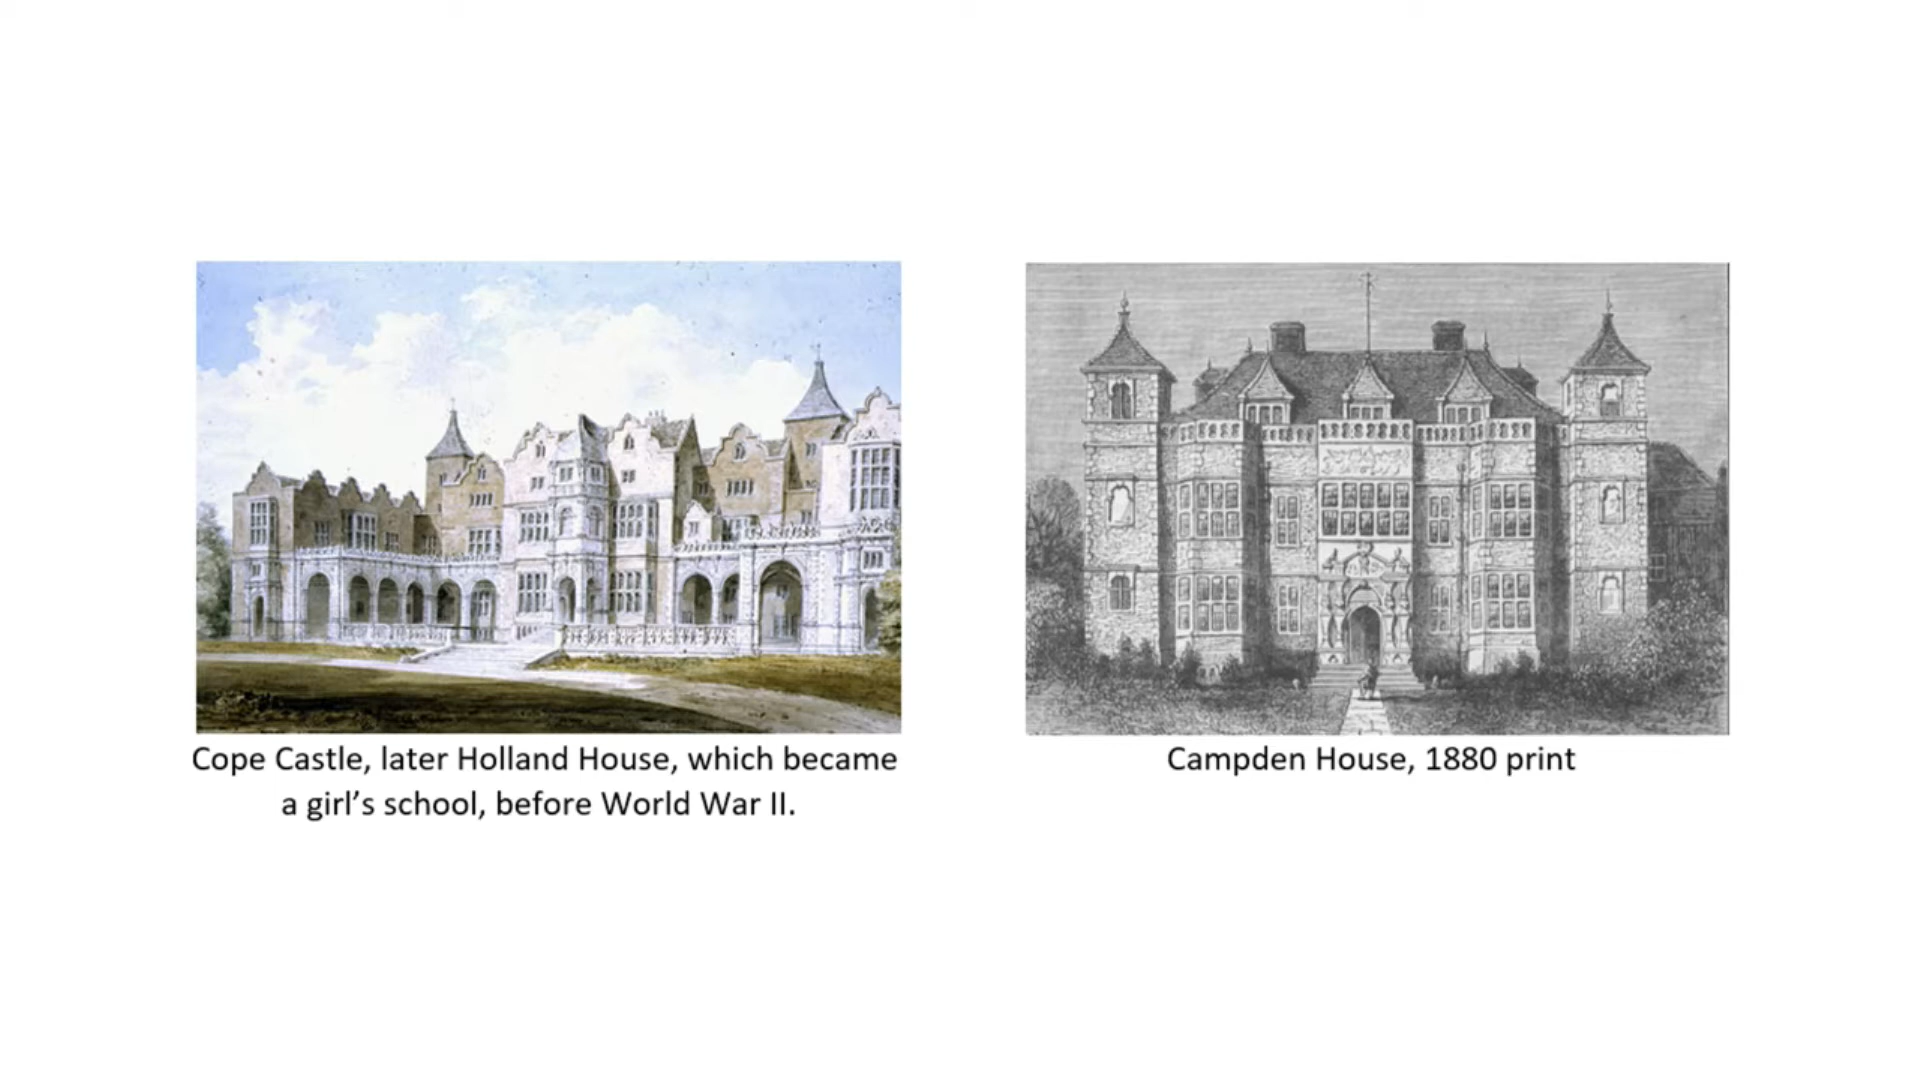 Cope Castle, later Holland House, which became
a girl’s school, before World War II.
Campden House, 1880 print